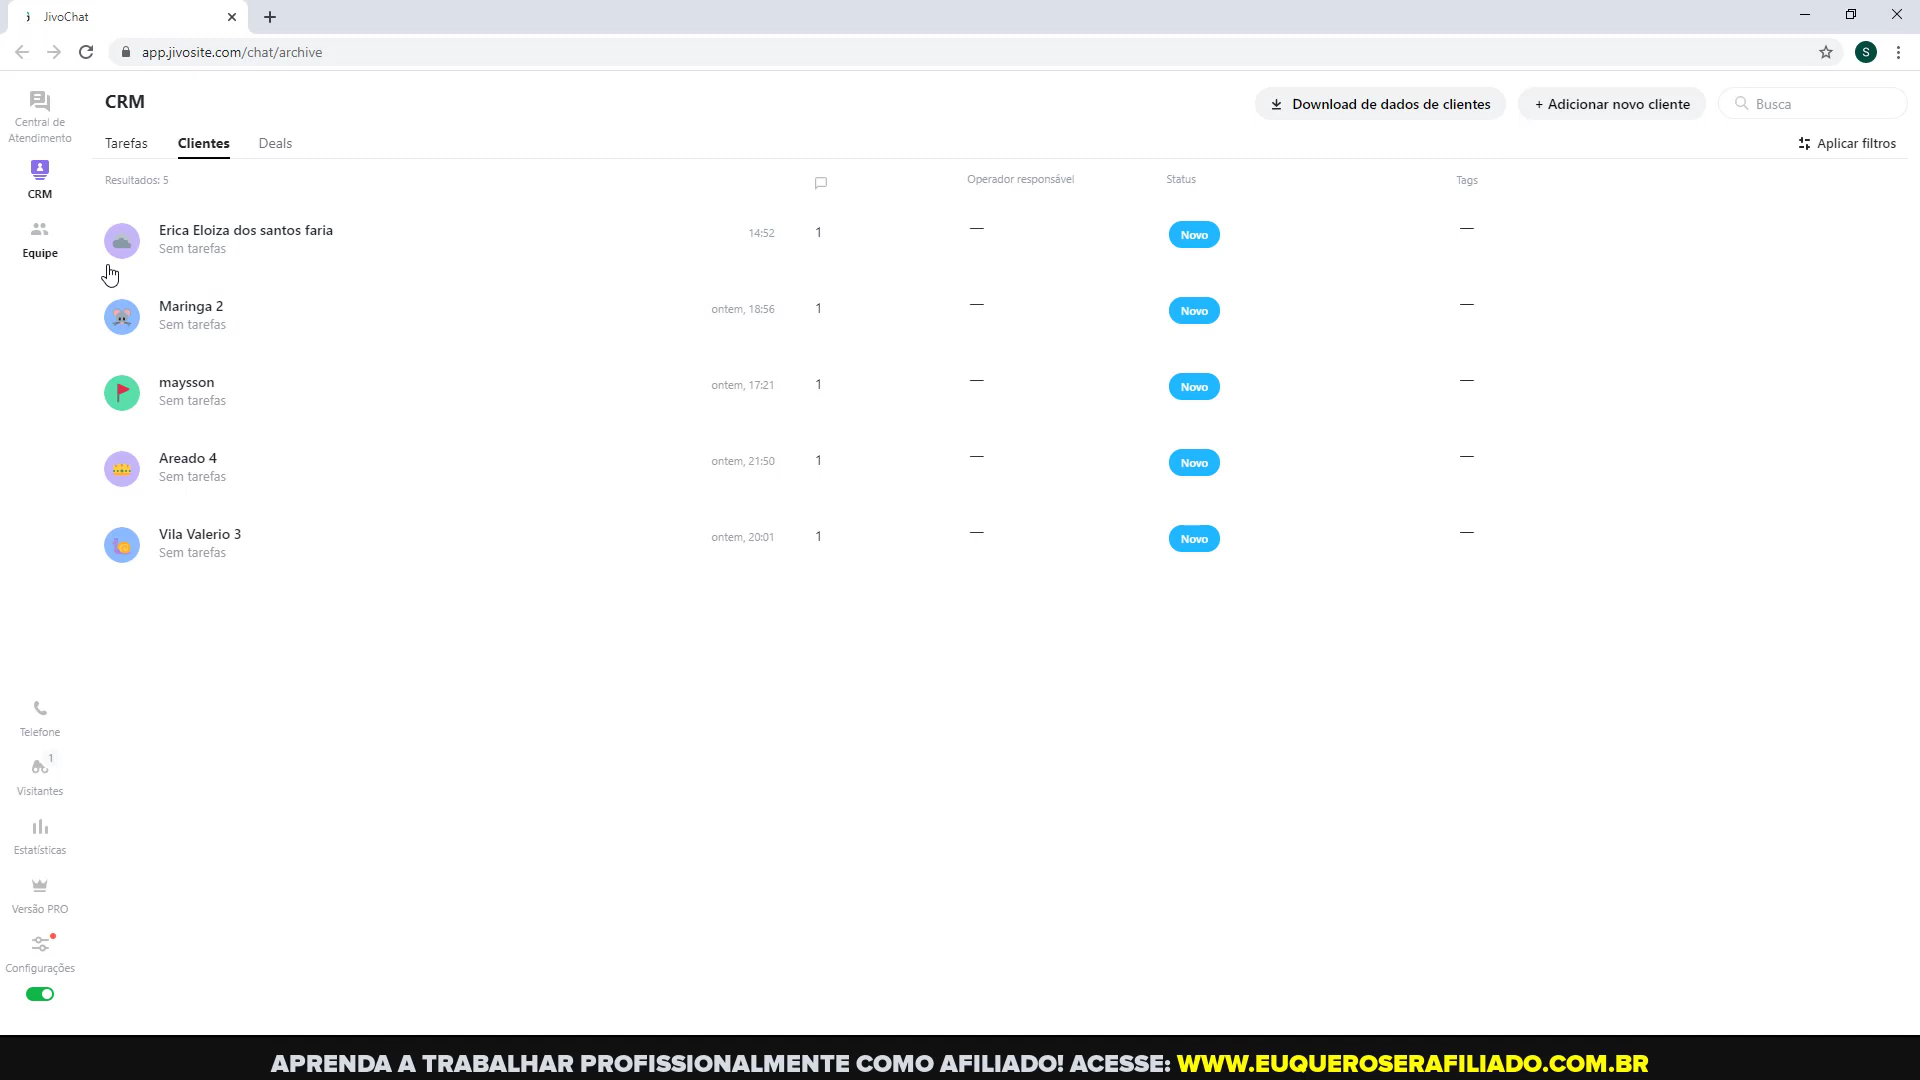 JivoChat
app.jivosite.com/chat/archive
S
CRM
Download de dados de clientes
+ Adicionar novo cliente
Busca
Tarefas
Clientes
Deals
Aplicar filtros
Resultados: 5
Operador responsável
Status
Tags
Erica Eloiza dos santos faria
Sem tarefas
14:52
1
—
Novo
—
Maringa 2
Sem tarefas
ontem, 18:56
1
—
Novo
—
maysson
Sem tarefas
ontem, 17:21
1
—
Novo
—
Areado 4
Sem tarefas
ontem, 21:50
1
—
Novo
—
Vila Valerio 3
Sem tarefas
ontem, 20:01
1
—
Novo
—
Central de
Atendimento
CRM
Equipe
Telefone
1
Visitantes
Estatísticas
Versão PRO
Configurações
APRENDA A TRABALHAR PROFISSIONALMENTE COMO AFILIADO! ACESSE: WWW.EUQUEROSERAFILIADO.COM.BR